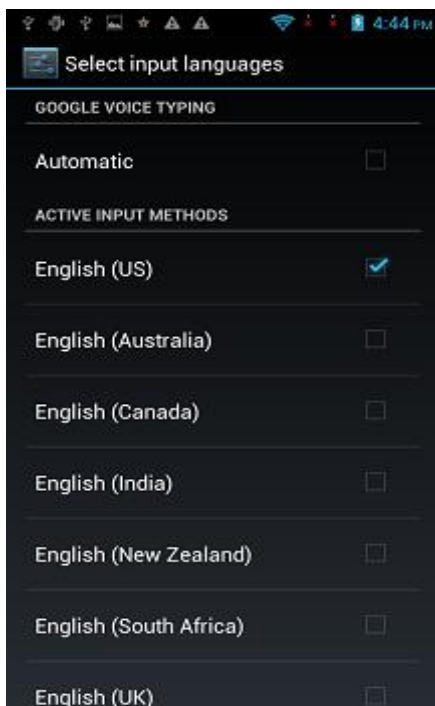 4:44 PM
Select input languages
GOOGLE VOICE TYPING
Automatic
ACTIVE INPUT METHODS
English (US)
English (Australia)
English (Canada)
English (India)
English (New Zealand)
English (South Africa)
English (UK)